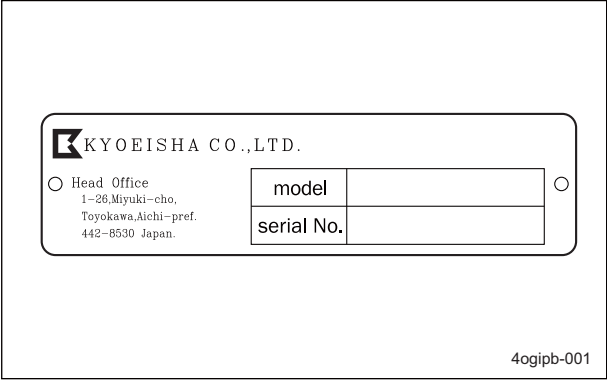 KYOEISHA CO.,LTD.
Head Office
1-26,Miyuki-cho,
Toyokawa,Aichi-pref.
442-8530 Japan.
model
serial No.
4ogipb-001